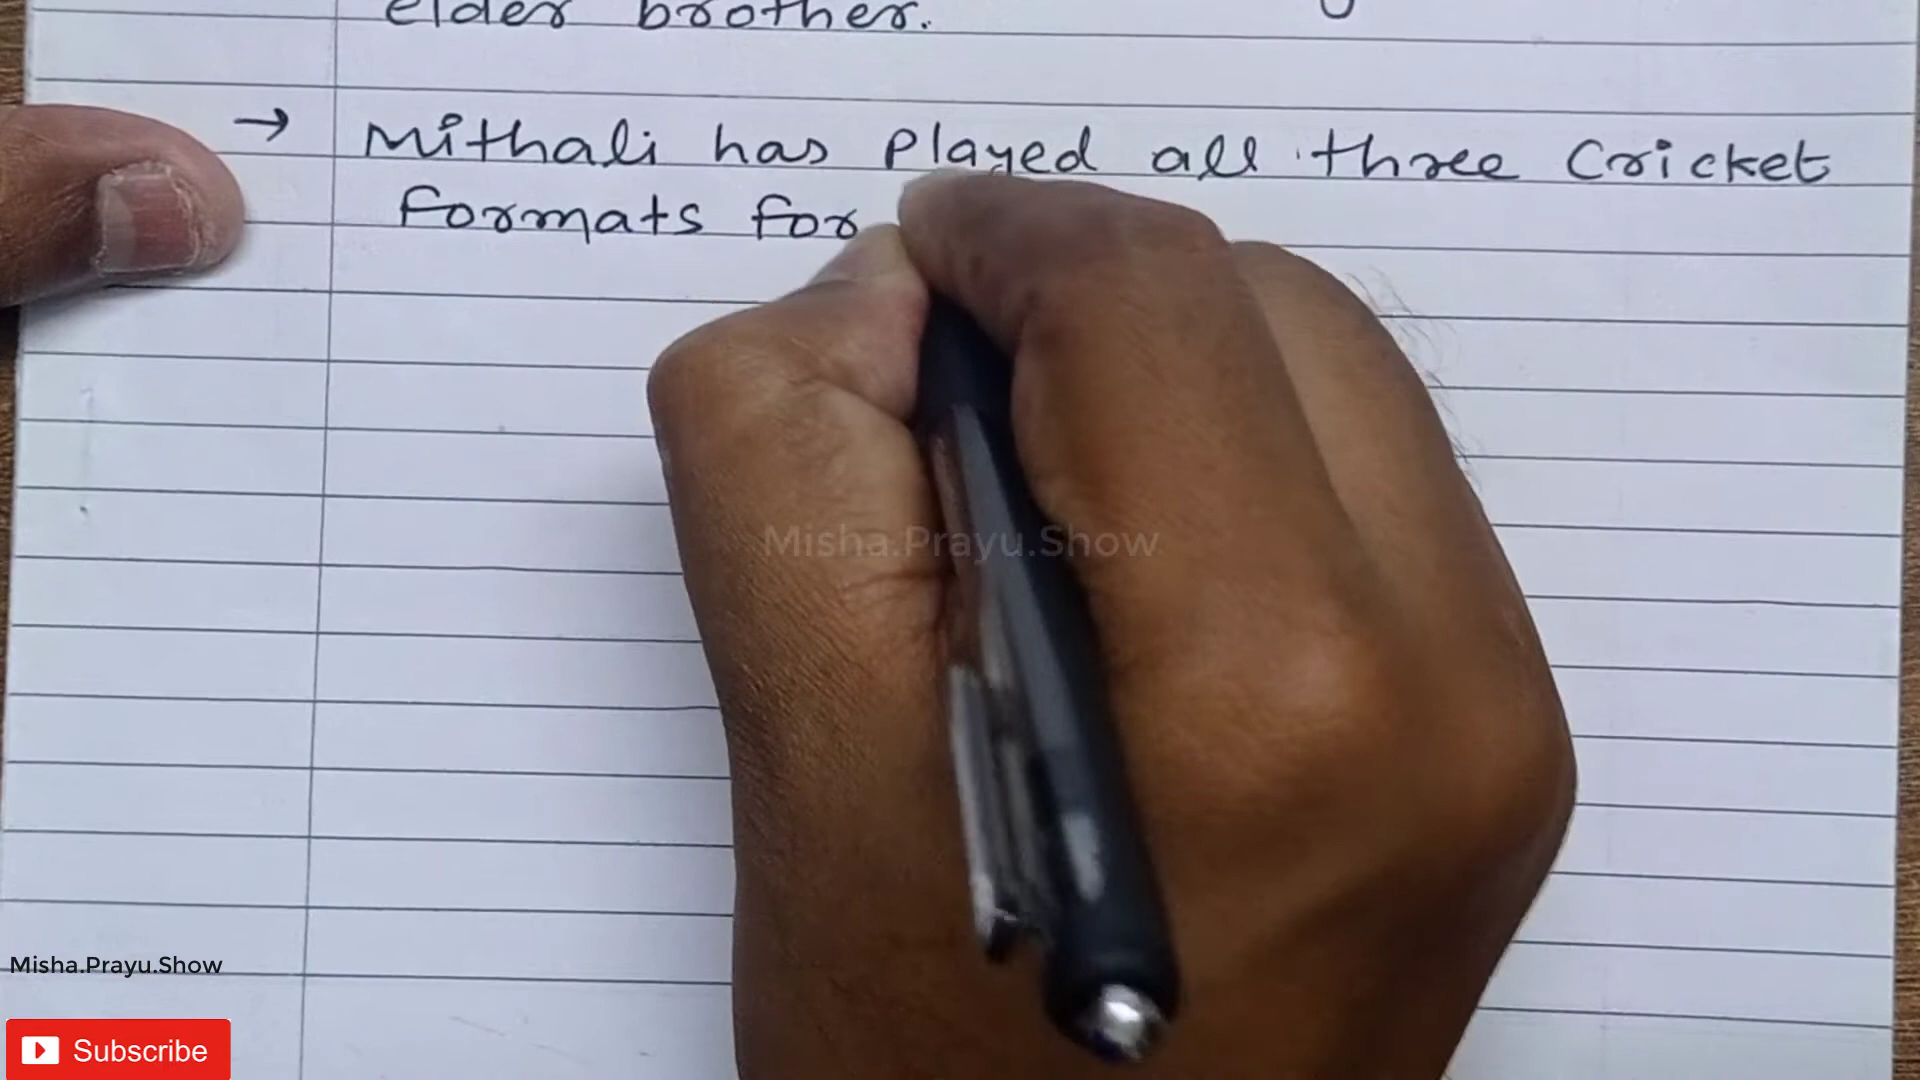 elder brother.
→ Mithali has played all three Cricket
formats for
Misha.Prayu.Show
Misha.Prayu.Show
Subscribe